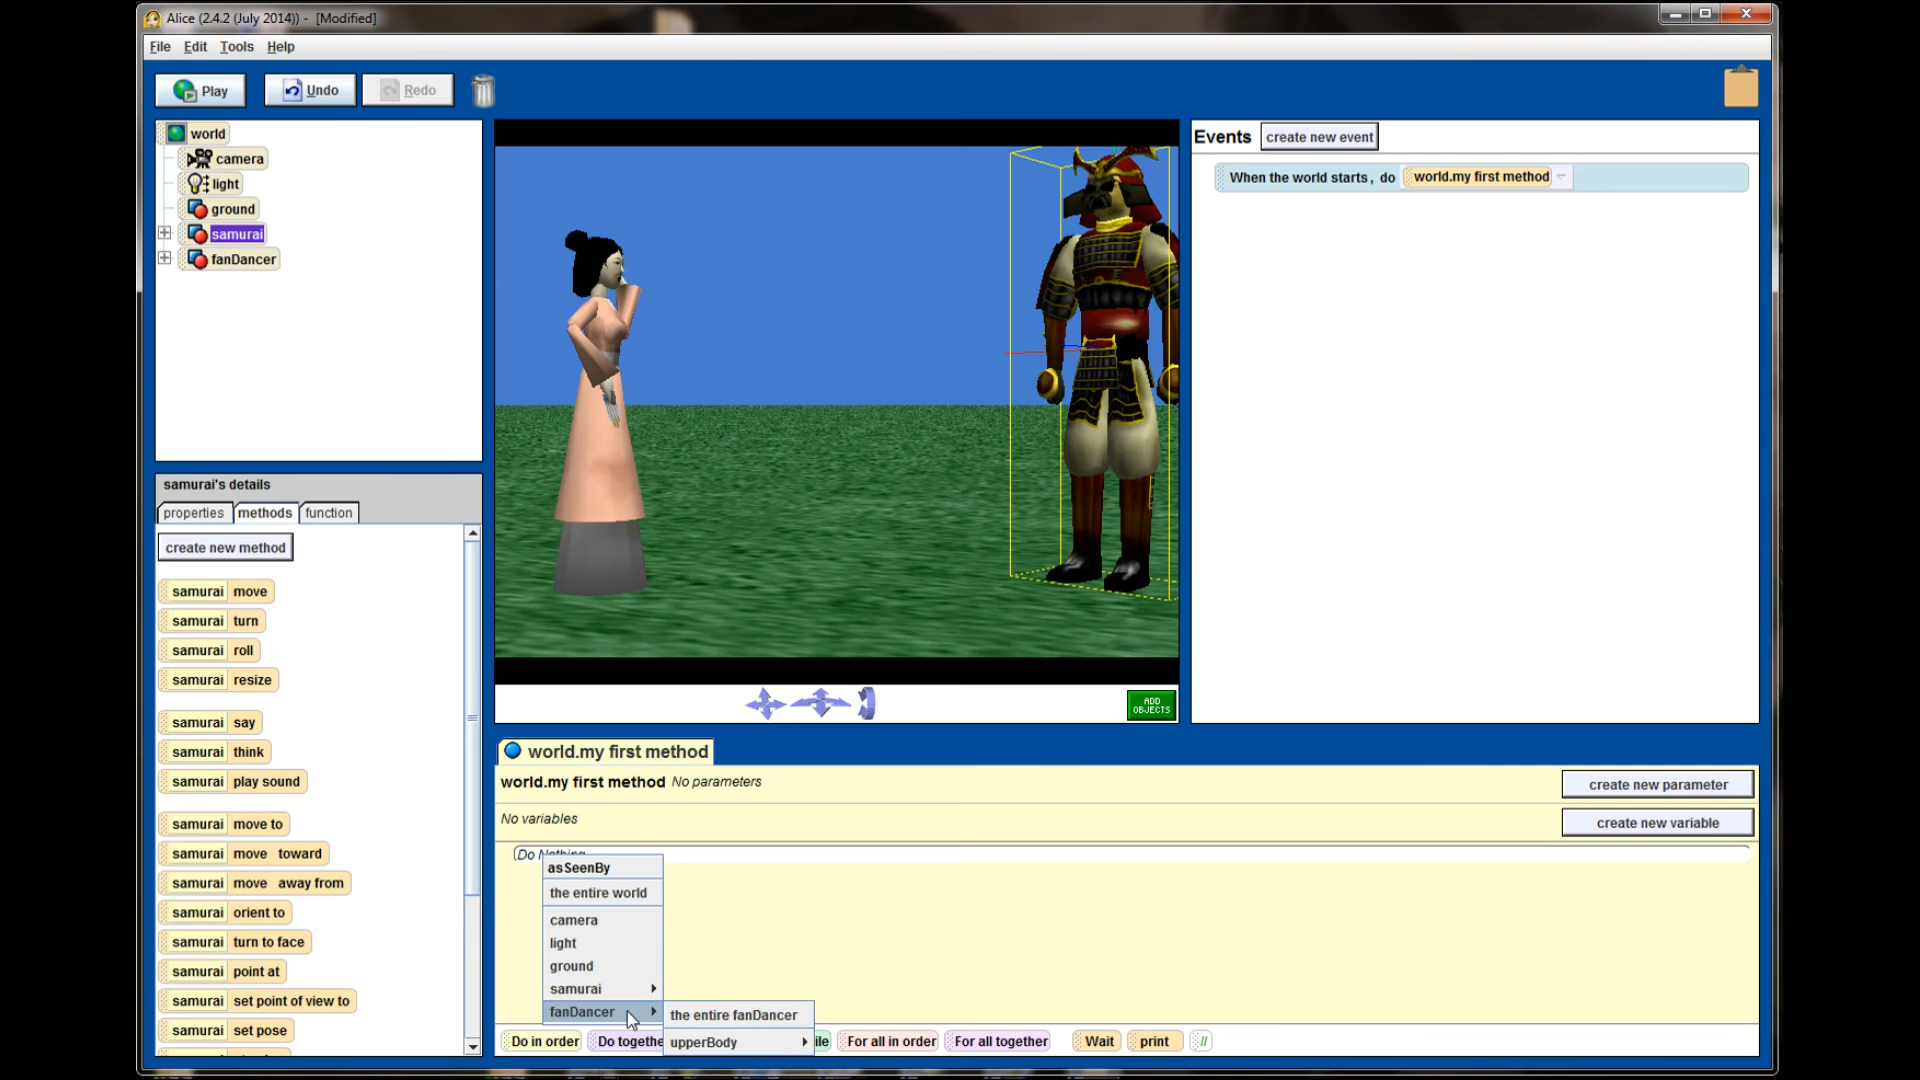 Alice (2.4.2 (July 2014)) - [Modified]
File Edit Tools Help
Play Undo Redo
world
camera
light
ground
samurai
fanDancer
Events create new event
When the world starts, do world.my first method
samurai's details
properties methods function
create new method
samurai move
samurai turn
samurai roll
samurai resize
samurai say
samurai think
samurai play sound
samurai move to
samurai move toward
samurai move away from
samurai orient to
samurai turn to face
samurai point at
samurai set point of view to
samurai set pose
ADD
OBJECTS
world.my first method
world.my first method No parameters
create new parameter
No variables
create new variable
(Do Nothing
asSeenBy
the entire world
camera
light
ground
samurai
fanDancer
the entire fanDancer
upperBody
Do in order Do togethe ile For all in order For all together Wait print //